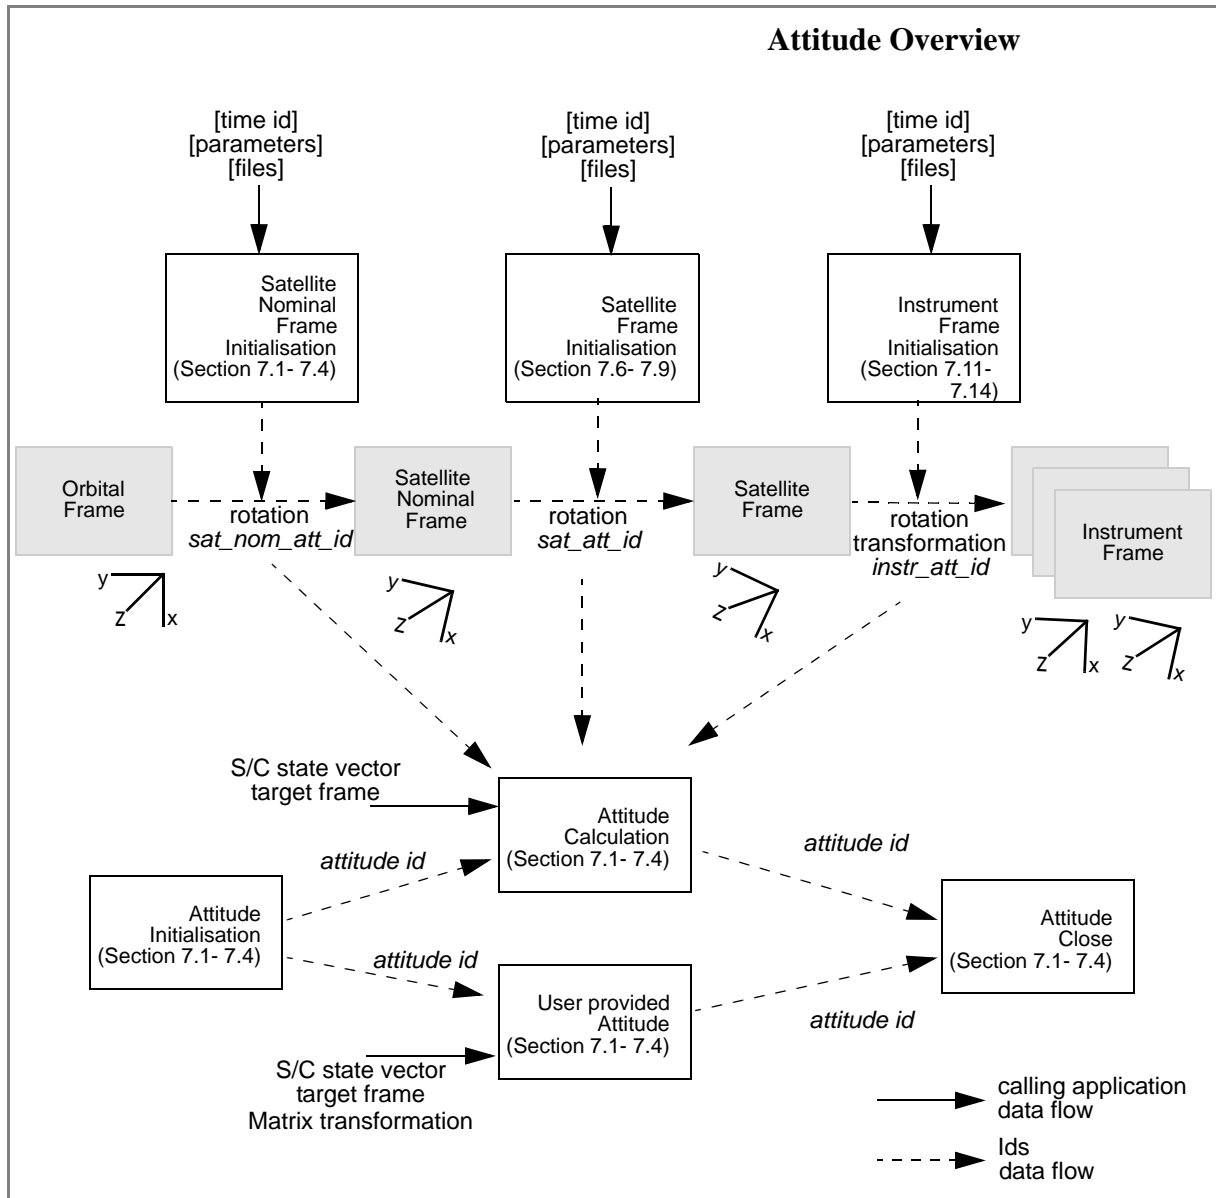 Attitude Overview
[time id]
[parameters]
[files]
[time id]
[parameters]
[files]
[time id]
[parameters]
[files]
Satellite
Nominal
Frame
Initialisation
(Section 7.1- 7.4)
Satellite
Frame
Initialisation
(Section 7.6- 7.9)
Instrument
Frame
Initialisation
(Section 7.11-
7.14)
Orbital
Frame
rotation
sat_nom_att_id
Satellite
Nominal
Frame
rotation
sat_att_id
Satellite
Frame
rotation
transformation
instr_att_id
Instrument
Frame
y
z
x
y
z
x
y
z
x
y
z
x
y
z
x
S/C state vector
target frame
Attitude
Calculation
(Section 7.1- 7.4)
attitude id
attitude id
Attitude
Initialisation
(Section 7.1- 7.4)
attitude id
Attitude
Close
(Section 7.1- 7.4)
User provided
Attitude
(Section 7.1- 7.4)
attitude id
S/C state vector
target frame
Matrix transformation
calling application
data flow
Ids
data flow